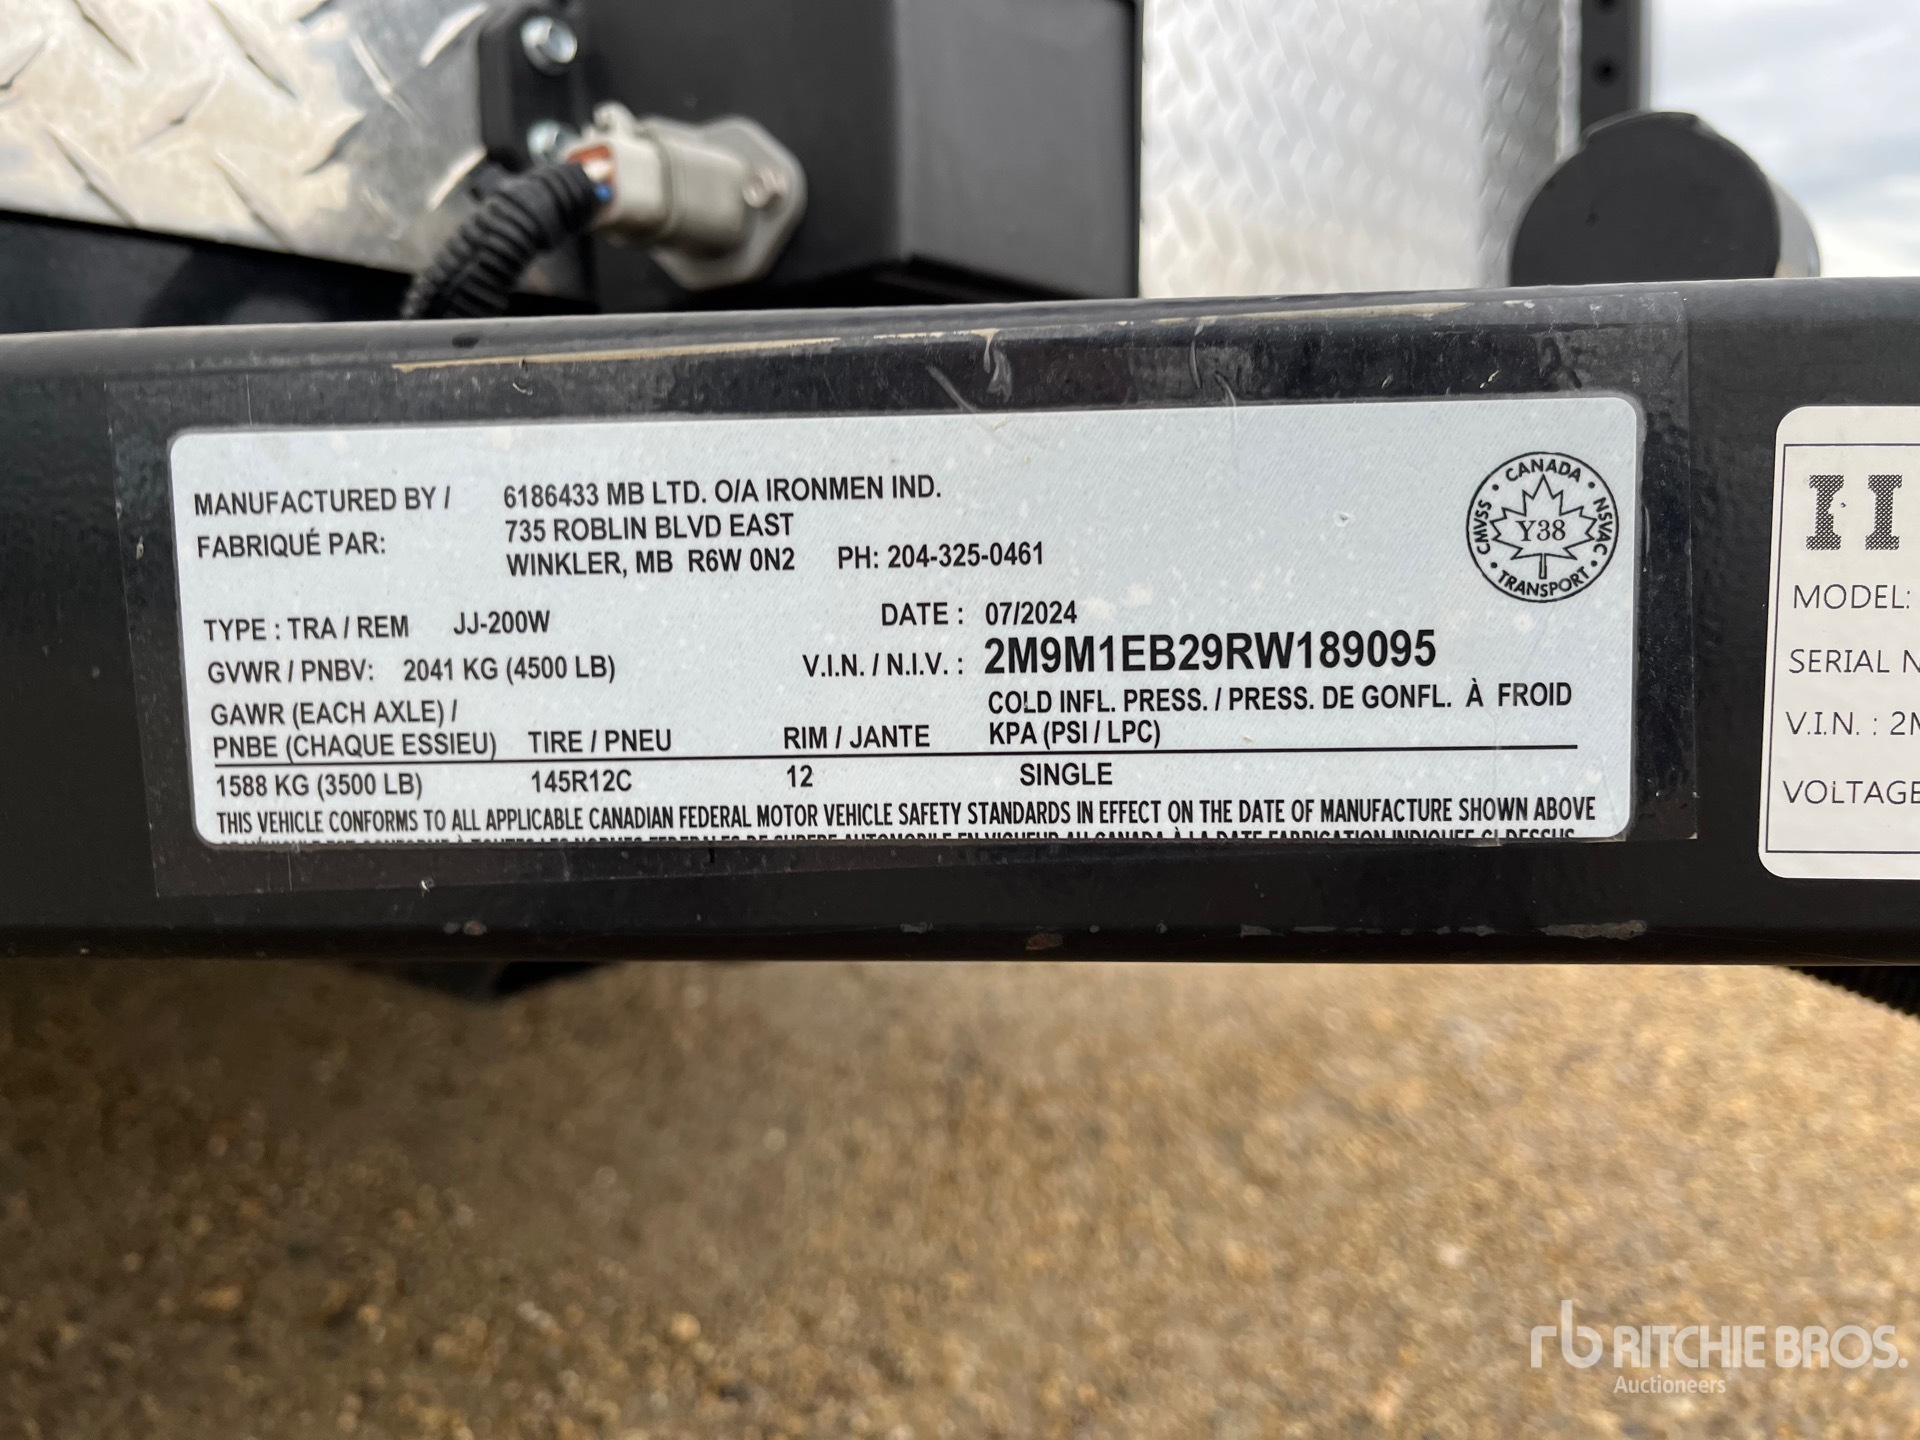 MANUFACTURED BY / 6186433 MB LTD. O/A IRONMEN IND.
FABRIQUÉ PAR: 735 ROBLIN BLVD EAST
WINKLER, MB R6W 0N2 PH: 204-325-0461
CANADA
CMVSS
Y38
NSVAC
TRANSPORT
TYPE : TRA / REM JJ-200W DATE : 07/2024
GVWR / PNBV: 2041 KG (4500 LB) V.I.N. / N.I.V. : 2M9M1EB29RW189095
GAWR (EACH AXLE) / COLD INFL. PRESS. / PRESS. DE GONFL. À FROID
PNBE (CHAQUE ESSIEU) TIRE / PNEU RIM / JANTE KPA (PSI / LPC)
1588 KG (3500 LB) 145R12C 12 SINGLE
THIS VEHICLE CONFORMS TO ALL APPLICABLE CANADIAN FEDERAL MOTOR VEHICLE SAFETY STANDARDS IN EFFECT ON THE DATE OF MANUFACTURE SHOWN ABOVE
MODEL:
SERIAL N
V.I.N. : 2M
VOLTAGE
rb RITCHIE BROS.
Auctioneers